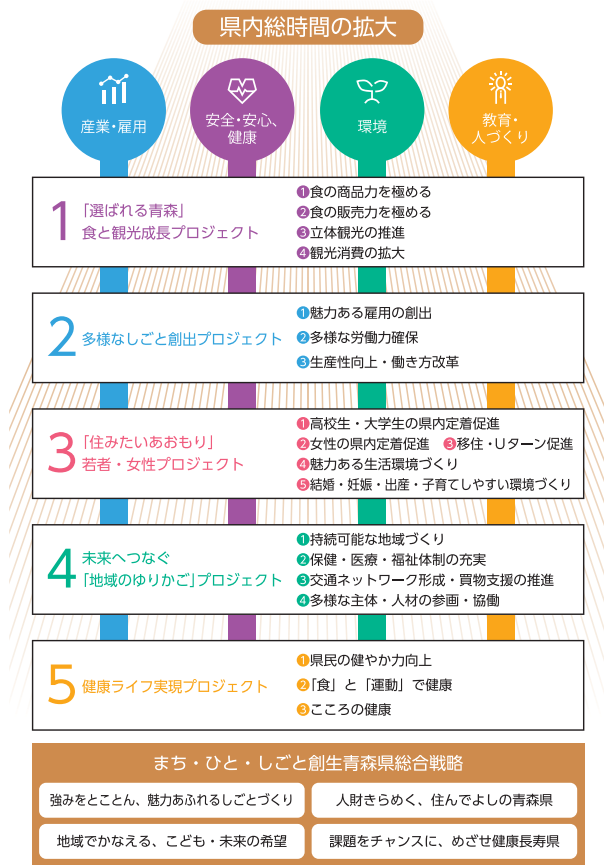 県内総時間の拡大
産業・雇用
安全・安心、
健康
環境
教育・
人づくり
1
「選ばれる青森」
食と観光成長プロジェクト
❶食の商品力を極める
❷食の販売力を極める
❸立体観光の推進
❹観光消費の拡大
2
多様なしごと創出プロジェクト
❶魅力ある雇用の創出
❷多様な労働力確保
❸生産性向上・働き方改革
3
「住みたいあおもり」
若者・女性プロジェクト
❶高校生・大学生の県内定着促進
❷女性の県内定着促進 ❸移住・Uターン促進
❹魅力ある生活環境づくり
❺結婚・妊娠・出産・子育てしやすい環境づくり
4
未来へつなぐ
「地域のゆりかご」プロジェクト
❶持続可能な地域づくり
❷保健・医療・福祉体制の充実
❸交通ネットワーク形成・買物支援の推進
❹多様な主体・人材の参画・協働
5
健康ライフ実現プロジェクト
❶県民の健やか力向上
❷「食」と「運動」で健康
❸こころの健康
まち・ひと・しごと創生青森県総合戦略
強みをとことん、魅力あふれるしごとづくり
人財きらめく、住んでよしの青森県
地域でかなえる、こども・未来の希望
課題をチャンスに、めざせ健康長寿県